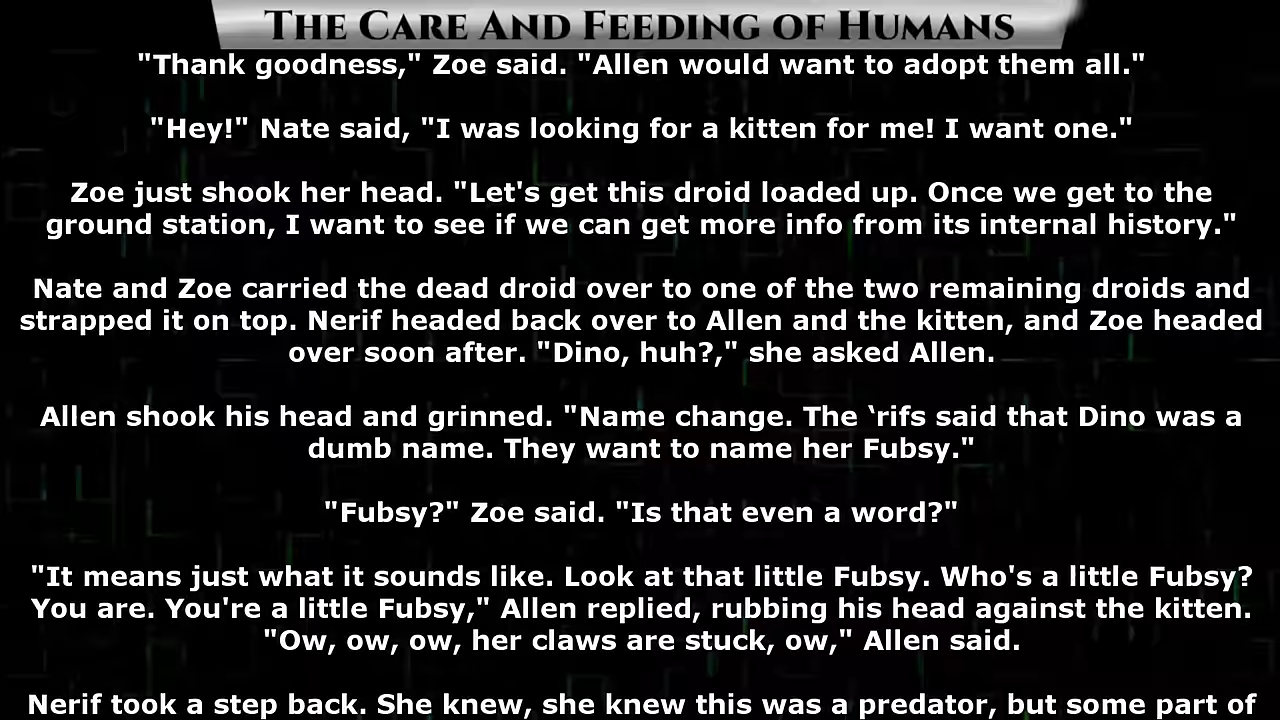 The Care And Feeding of Humans
"Thank goodness," Zoe said. "Allen would want to adopt them all."
"Hey!" Nate said, "I was looking for a kitten for me! I want one."
Zoe just shook her head. "Let's get this droid loaded up. Once we get to the
ground station, I want to see if we can get more info from its internal history."
Nate and Zoe carried the dead droid over to one of the two remaining droids and
strapped it on top. Nerif headed back over to Allen and the kitten, and Zoe headed
over soon after. "Dino, huh?," she asked Allen.
Allen shook his head and grinned. "Name change. The ‘rifs said that Dino was a
dumb name. They want to name her Fubsy."
"Fubsy?" Zoe said. "Is that even a word?"
"It means just what it sounds like. Look at that little Fubsy. Who's a little Fubsy?
You are. You're a little Fubsy," Allen replied, rubbing his head against the kitten.
"Ow, ow, ow, her claws are stuck, ow," Allen said.
Nerif took a step back. She knew, she knew this was a predator, but some part of